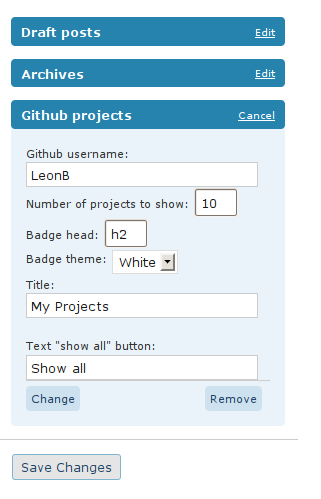 Draft posts Edit
Archives Edit
Github projects Cancel
Github username:
LeonB
Number of projects to show: 10
Badge head: h2
Badge theme: White
Title:
My Projects
Text "show all" button:
Show all
Change Remove
Save Changes